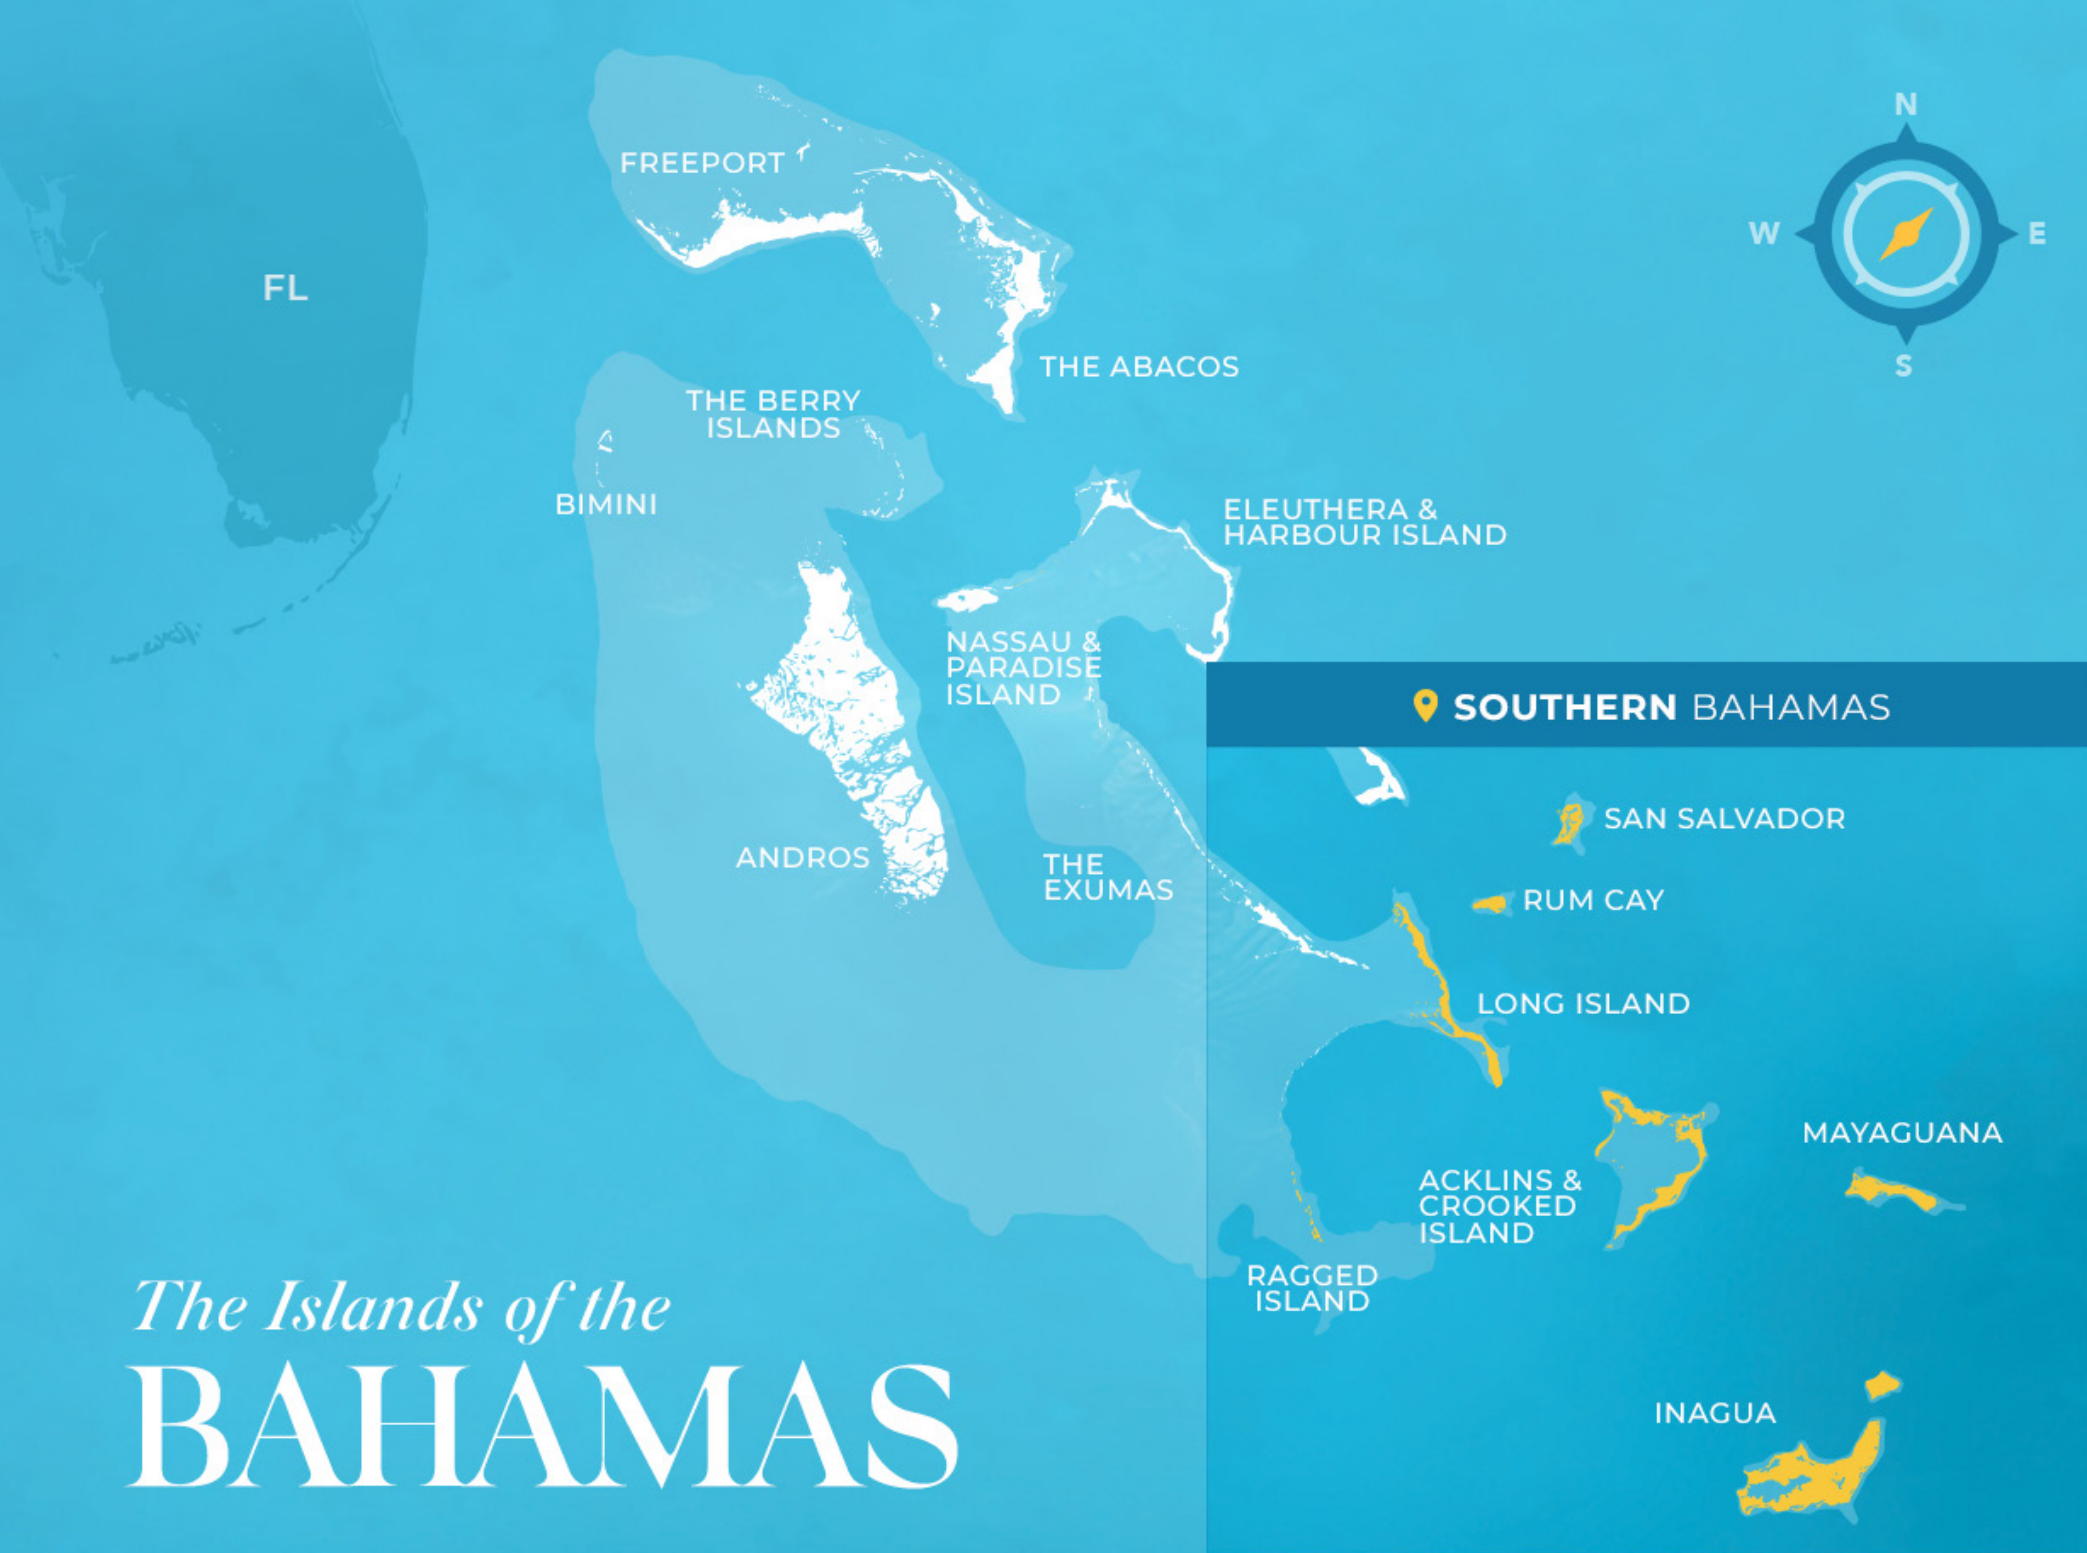 N
FREEPORT
W
E
FL
THE ABACOS
S
THE BERRY
ISLANDS
BIMINI
ELEUTHERA &
HARBOUR ISLAND
NASSAU &
PARADISE
ISLAND
SOUTHERN BAHAMAS
SAN SALVADOR
ANDROS
THE
EXUMAS
RUM CAY
LONG ISLAND
MAYAGUANA
ACKLINS &
CROOKED
ISLAND
RAGGED
ISLAND
The Islands of the
BAHAMAS
INAGUA